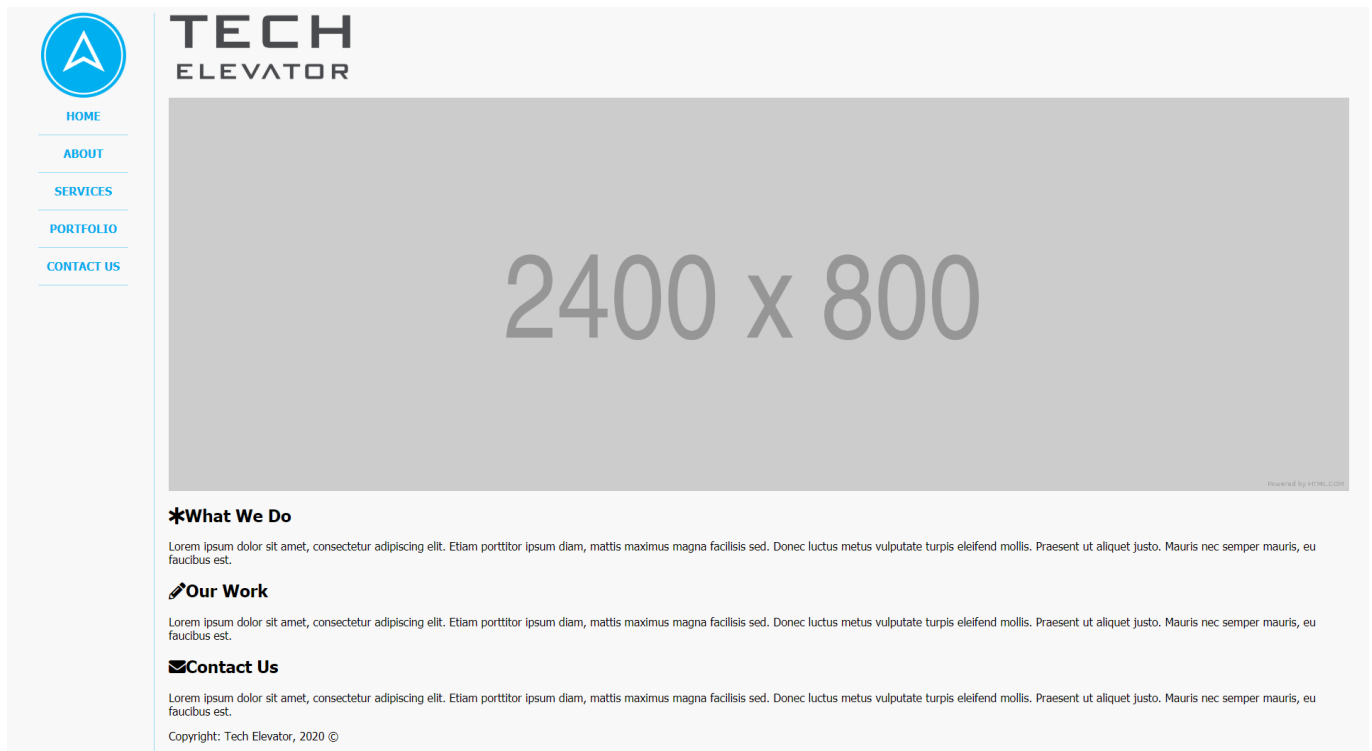 TECH
ELEVATOR
HOME
ABOUT
SERVICES
PORTFOLIO
CONTACT US
2400 x 800
Powered by HTML.COM
What We Do
Lorem ipsum dolor sit amet, consectetur adipiscing elit. Etiam porttitor ipsum diam, mattis maximus magna facilisis sed. Donec luctus metus vulputate turpis eleifend mollis. Praesent ut aliquet justo. Mauris nec semper mauris, eu
faucibus est.
Our Work
Lorem ipsum dolor sit amet, consectetur adipiscing elit. Etiam porttitor ipsum diam, mattis maximus magna facilisis sed. Donec luctus metus vulputate turpis eleifend mollis. Praesent ut aliquet justo. Mauris nec semper mauris, eu
faucibus est.
Contact Us
Lorem ipsum dolor sit amet, consectetur adipiscing elit. Etiam porttitor ipsum diam, mattis maximus magna facilisis sed. Donec luctus metus vulputate turpis eleifend mollis. Praesent ut aliquet justo. Mauris nec semper mauris, eu
faucibus est.
Copyright: Tech Elevator, 2020 ©